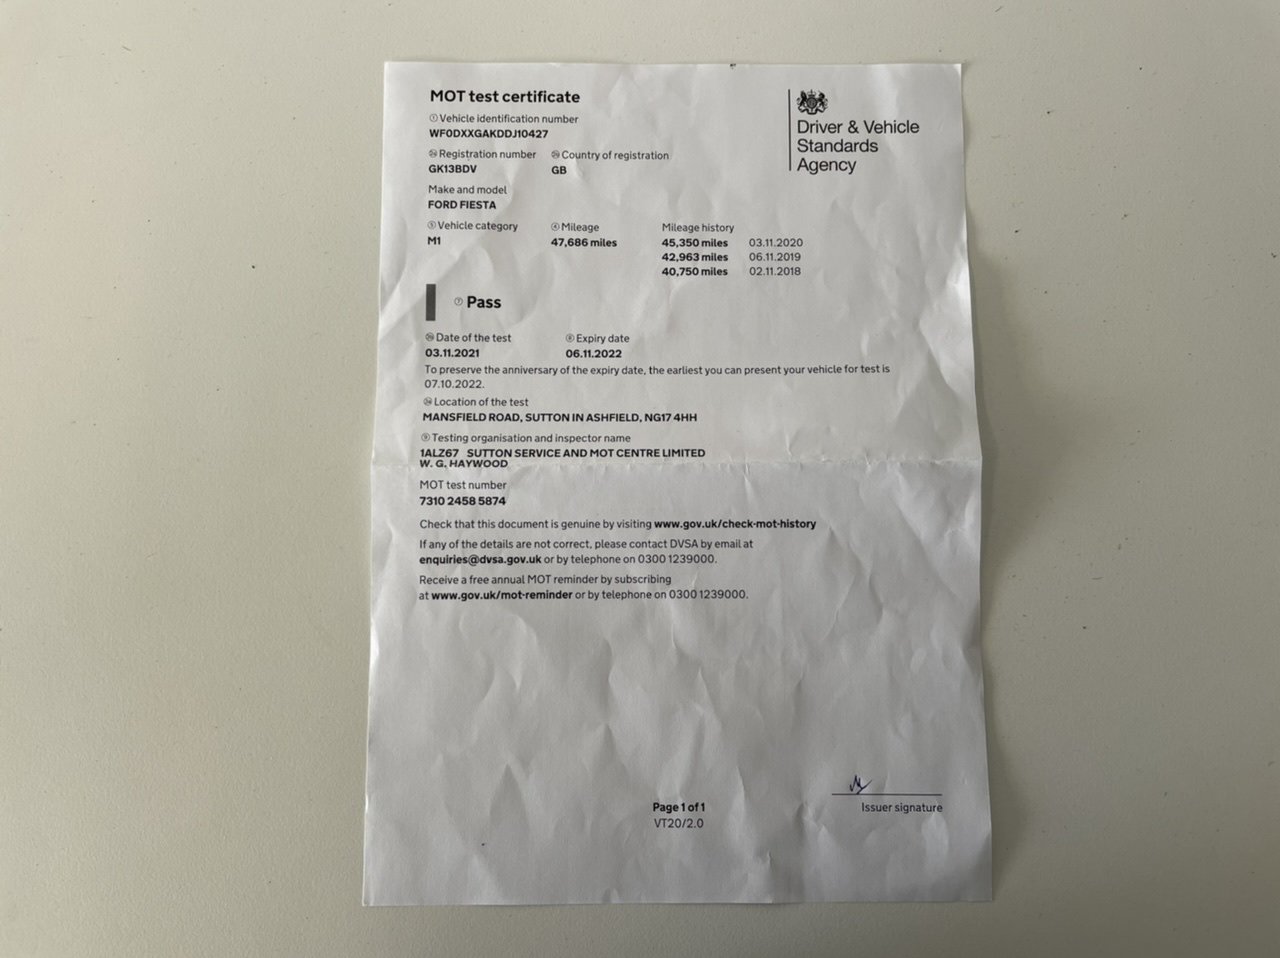 MOT test certificate
① Vehicle identification number
WF0DXXGAKDDJ10427
Registration number
GK13BDV
Country of registration
GB
Make and model
FORD FIESTA
⑤ Vehicle category
M1
④ Mileage
47,686 miles
Mileage history
45,350 miles 03.11.2020
42,963 miles 06.11.2019
40,750 miles 02.11.2018
⑦ Pass
Date of the test
03.11.2021
⑧ Expiry date
06.11.2022
To preserve the anniversary of the expiry date, the earliest you can present your vehicle for test is
07.10.2022.
Location of the test
MANSFIELD ROAD, SUTTON IN ASHFIELD, NG17 4HH
⑨ Testing organisation and inspector name
1ALZ67 SUTTON SERVICE AND MOT CENTRE LIMITED
W. G. HAYWOOD
MOT test number
7310 2458 5874
Check that this document is genuine by visiting www.gov.uk/check-mot-history
If any of the details are not correct, please contact DVSA by email at
enquiries@dvsa.gov.uk or by telephone on 0300 1239000.
Receive a free annual MOT reminder by subscribing
at www.gov.uk/mot-reminder or by telephone on 0300 1239000.
Driver & Vehicle
Standards
Agency
Page 1 of 1
VT20/2.0
Issuer signature